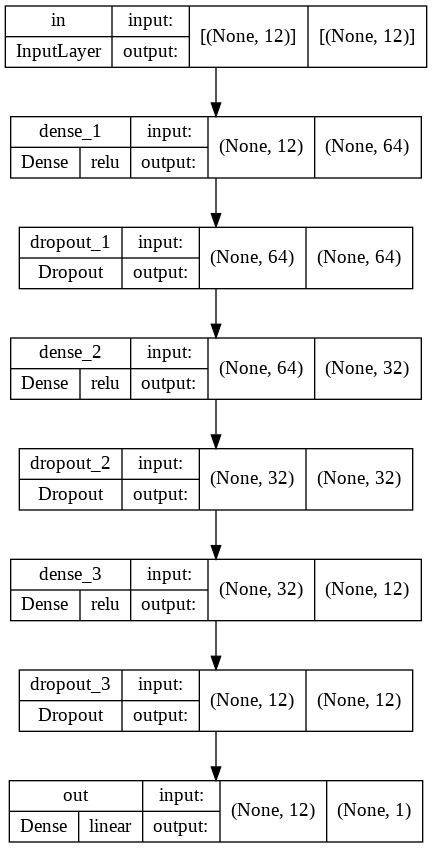 in input: [(None, 12)] [(None, 12)]
InputLayer output:
dense_1 input: (None, 12) (None, 64)
Dense relu output:
dropout_1 input: (None, 64) (None, 64)
Dropout output:
dense_2 input: (None, 64) (None, 32)
Dense relu output:
dropout_2 input: (None, 32) (None, 32)
Dropout output:
dense_3 input: (None, 32) (None, 12)
Dense relu output:
dropout_3 input: (None, 12) (None, 12)
Dropout output:
out input: (None, 12) (None, 1)
Dense linear output: